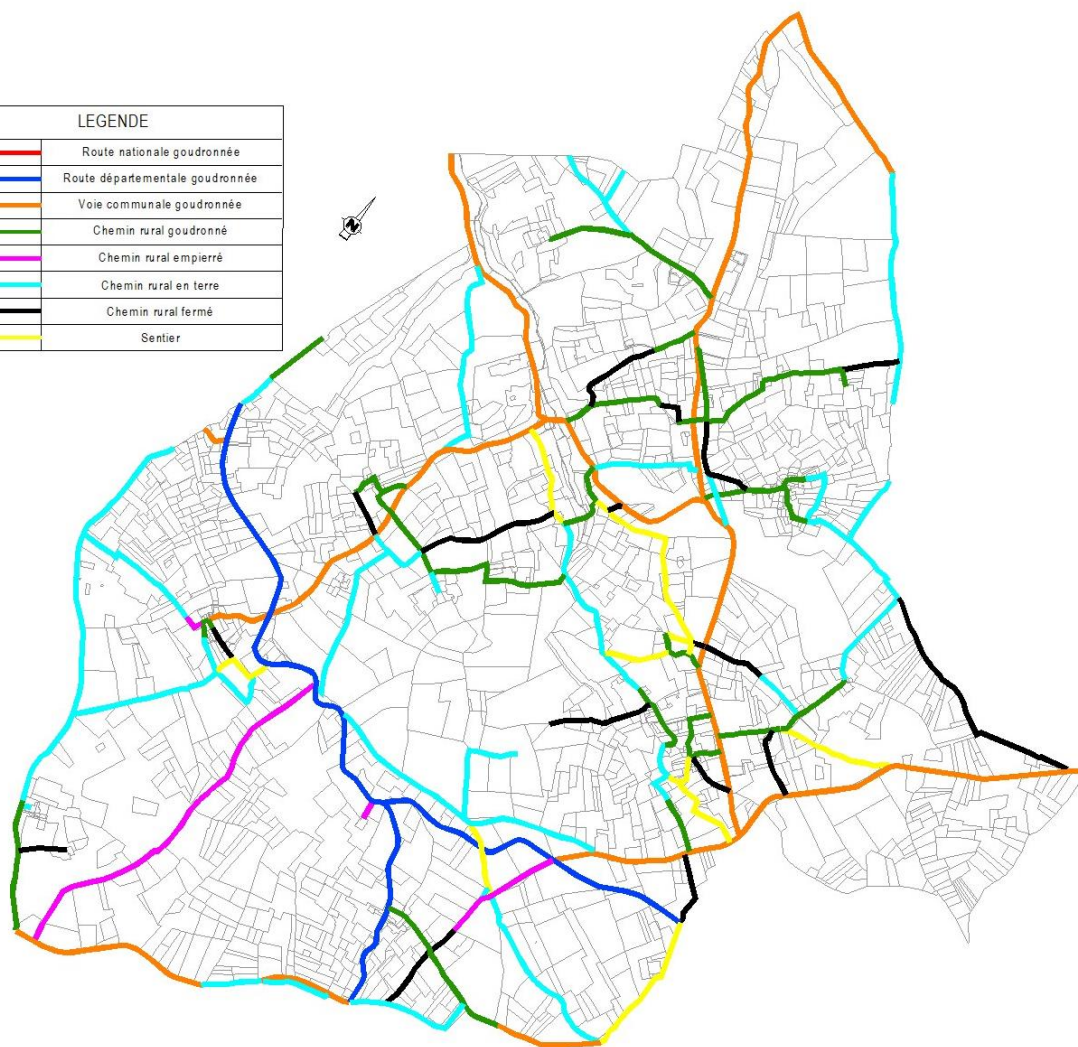 LEGENDE
Route nationale goudronnée
Route départementale goudronnée
Voie communale goudronnée
Chemin rural goudronné
Chemin rural empierré
Chemin rural en terre
Chemin rural fermé
Sentier
N